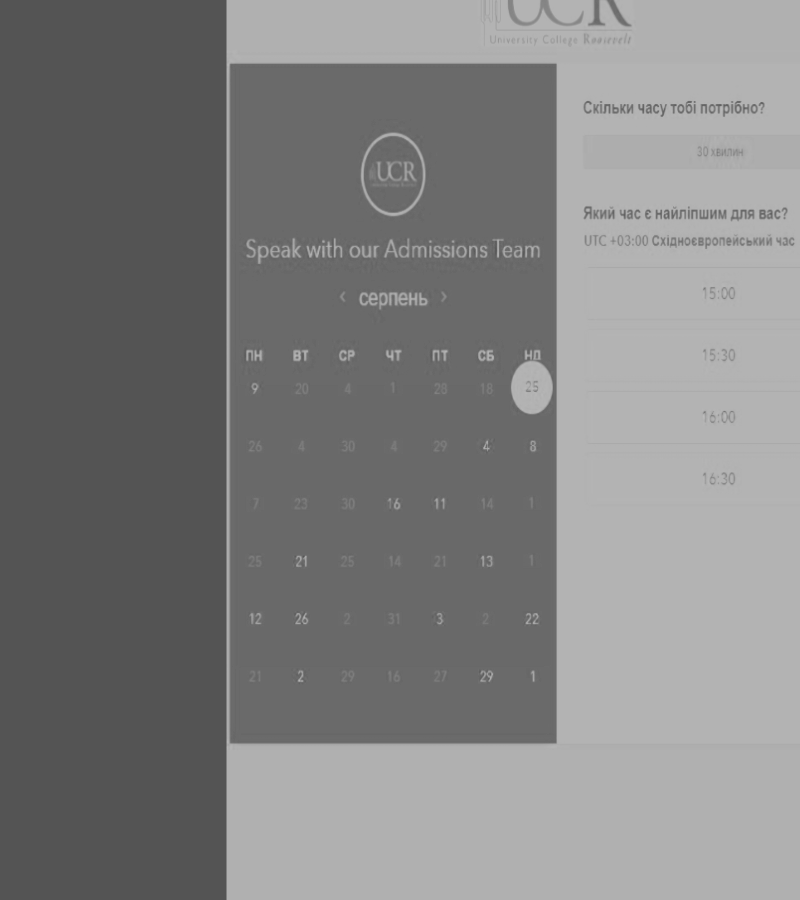 UCR
University College Roosevelt
UCR
Speak with our Admissions Team
< серпень >
ПН ВТ СР ЧТ ПТ СБ НД
9 20 4 1 28 18 25
26 4 30 4 29 4 8
7 23 30 16 11 14 1
25 21 25 14 21 13 1
12 26 2 31 3 2 22
21 2 29 16 27 29 1
Скільки часу тобі потрібно?
30 хвилин
Який час є найліпшим для вас?
UTC +03:00 Східноєвропейський час
15:00
15:30
16:00
16:30